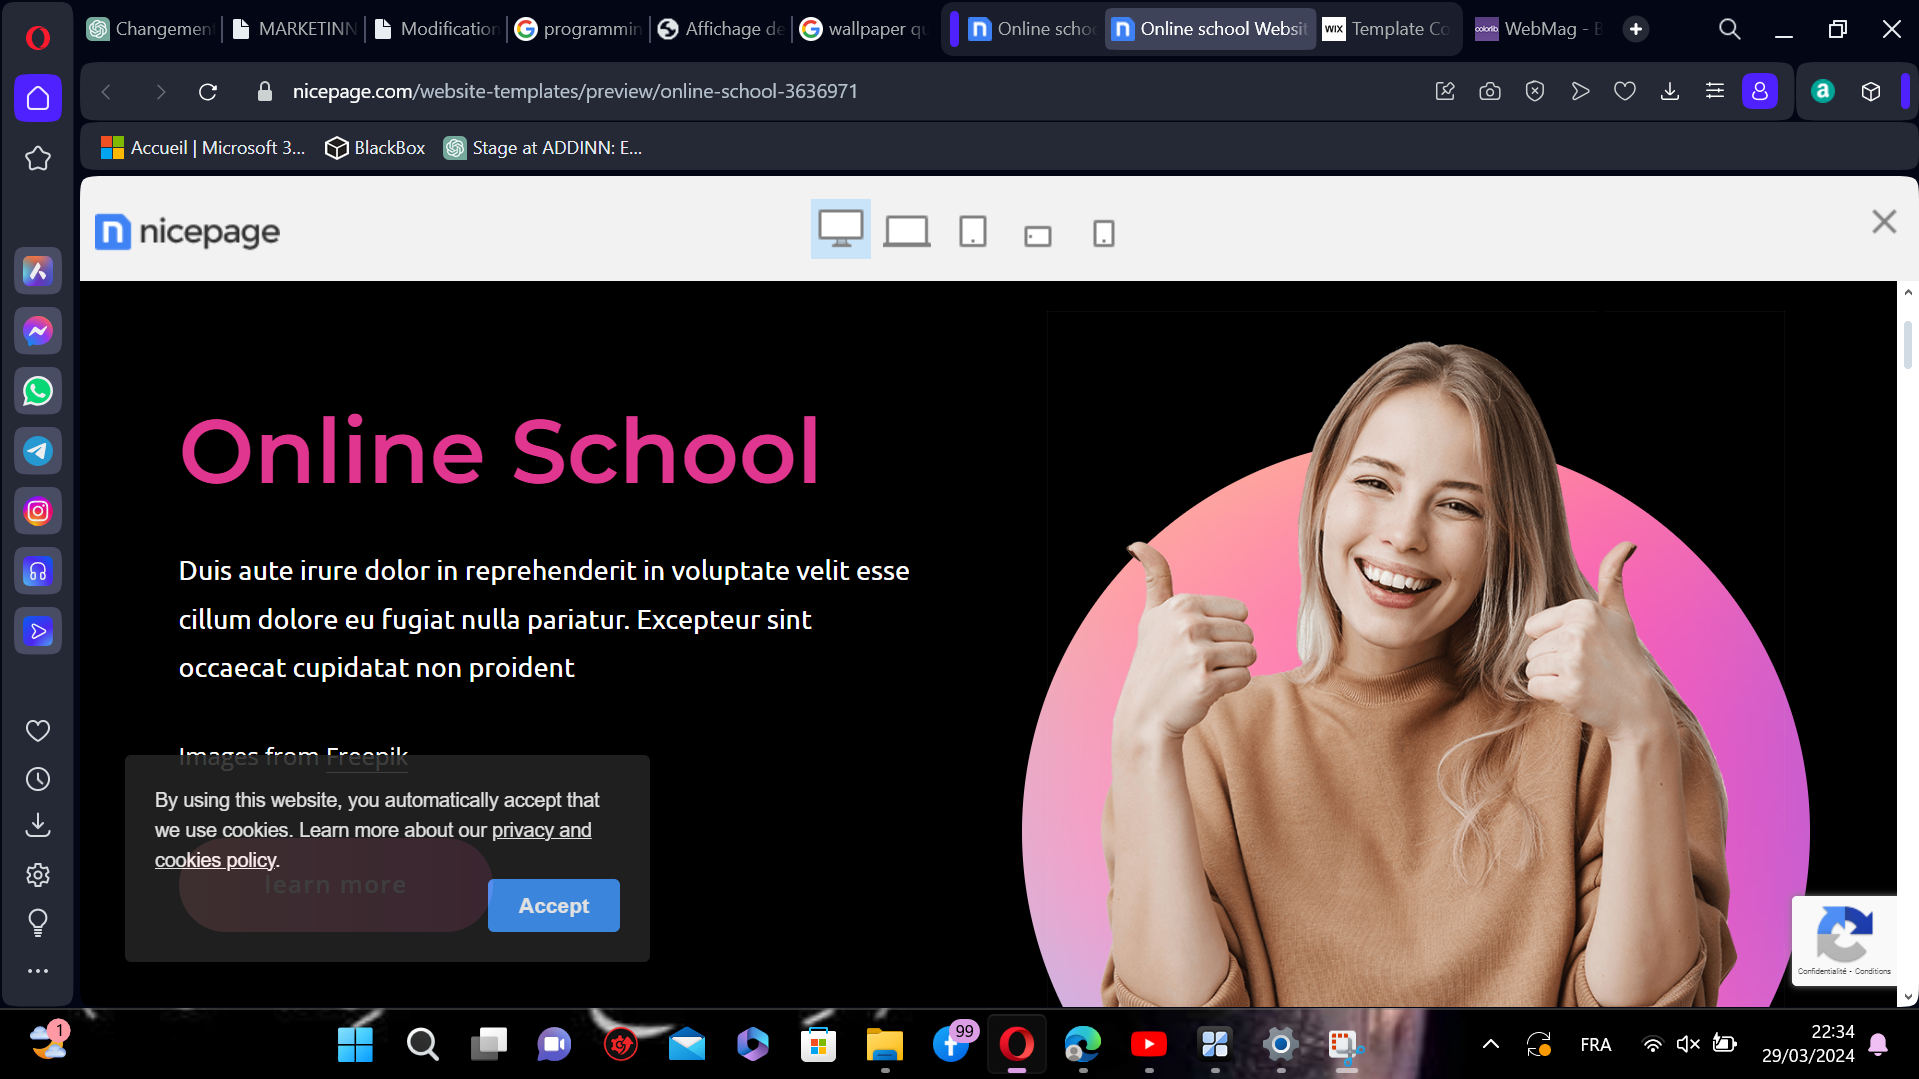 Changement
MARKETINN
Modification
programmin
Affichage de
wallpaper qu
Online scho
Online school Websit
WIX Template Co
colorlib WebMag - B
nicepage.com/website-templates/preview/online-school-3636971
a
Accueil | Microsoft 3...
BlackBox
Stage at ADDINN: E...
nicepage
Online School
Duis aute irure dolor in reprehenderit in voluptate velit esse
cillum dolore eu fugiat nulla pariatur. Excepteur sint
occaecat cupidatat non proident
Images from Freepik
By using this website, you automatically accept that
we use cookies. Learn more about our privacy and
cookies policy.
learn more
Accept
Confidentialité - Conditions
1
99
FRA
22:34
29/03/2024